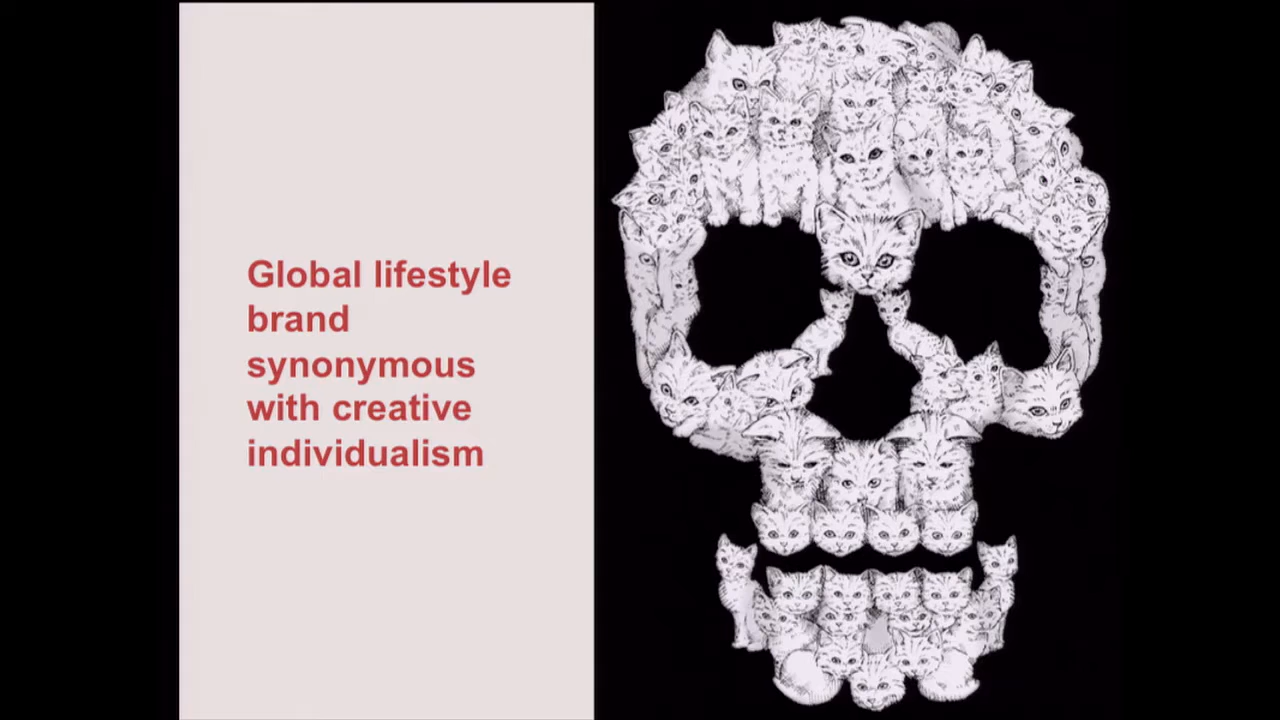 Global lifestyle
brand
synonymous
with creative
individualism